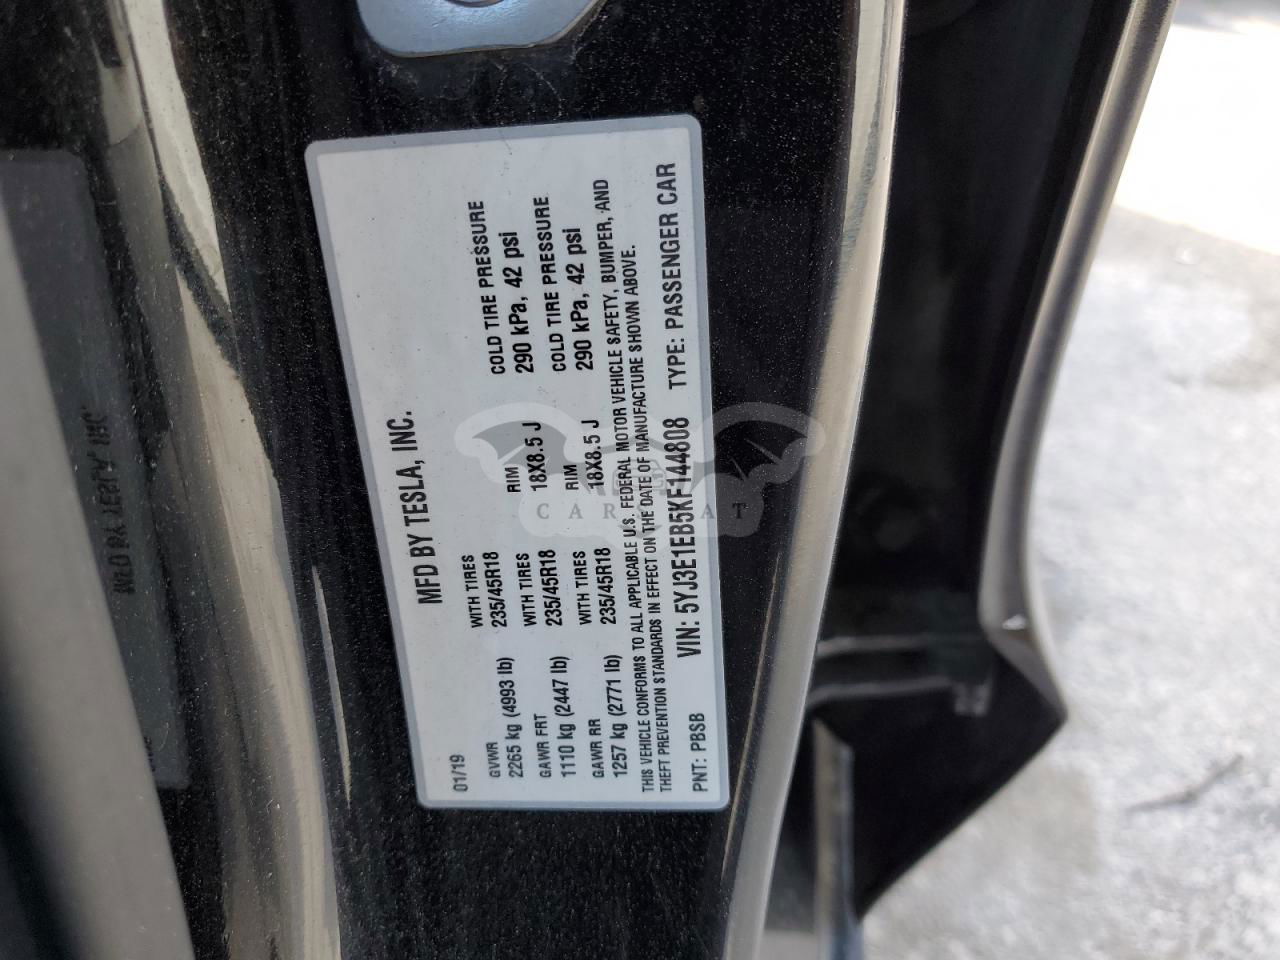 MFD BY TESLA, INC.
01/19
GVWR WITH TIRES RIM COLD TIRE PRESSURE
2265 kg (4993 lb) 235/45R18 18X8.5 J 290 kPa, 42 psi
GAWR FRT WITH TIRES RIM COLD TIRE PRESSURE
1110 kg (2447 lb) 235/45R18 18X8.5 J 290 kPa, 42 psi
GAWR RR WITH TIRES
1257 kg (2771 lb) 235/45R18
THIS VEHICLE CONFORMS TO ALL APPLICABLE U.S. FEDERAL MOTOR VEHICLE SAFETY, BUMPER, AND
THEFT PREVENTION STANDARDS IN EFFECT ON THE DATE OF MANUFACTURE SHOWN ABOVE.
VIN: 5YJ3E1EB5KF144808 TYPE: PASSENGER CAR
PNT: PBSB